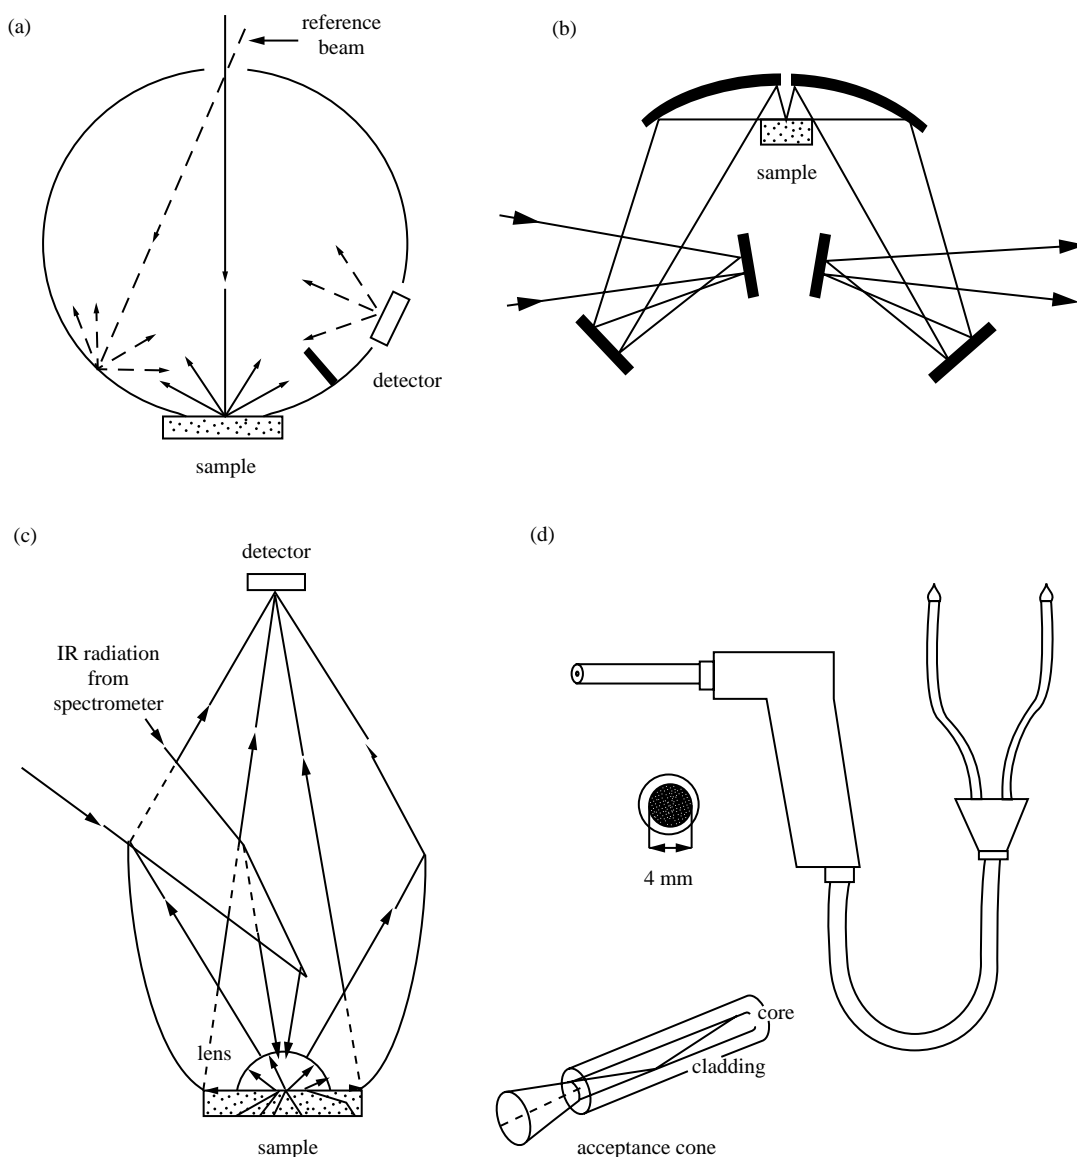 (a)
reference
beam
detector
sample
(b)
sample
(c)
detector
IR radiation
from
spectrometer
lens
sample
(d)
4 mm
core
cladding
acceptance cone